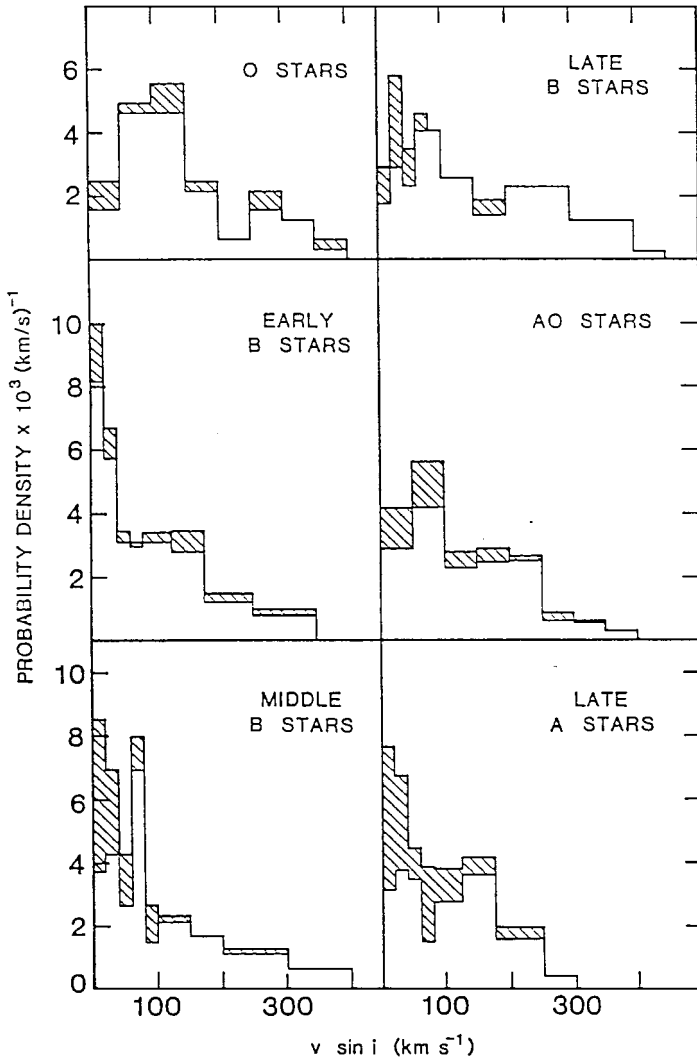 O STARS
LATE
B STARS
6
4
2
EARLY
B STARS
AO STARS
10
8
6
4
2
MIDDLE
B STARS
LATE
A STARS
8
6
4
2
0
100
300
100
300
PROBABILITY DENSITY x 10³ (km/s)⁻¹
v sin i (km s⁻¹)